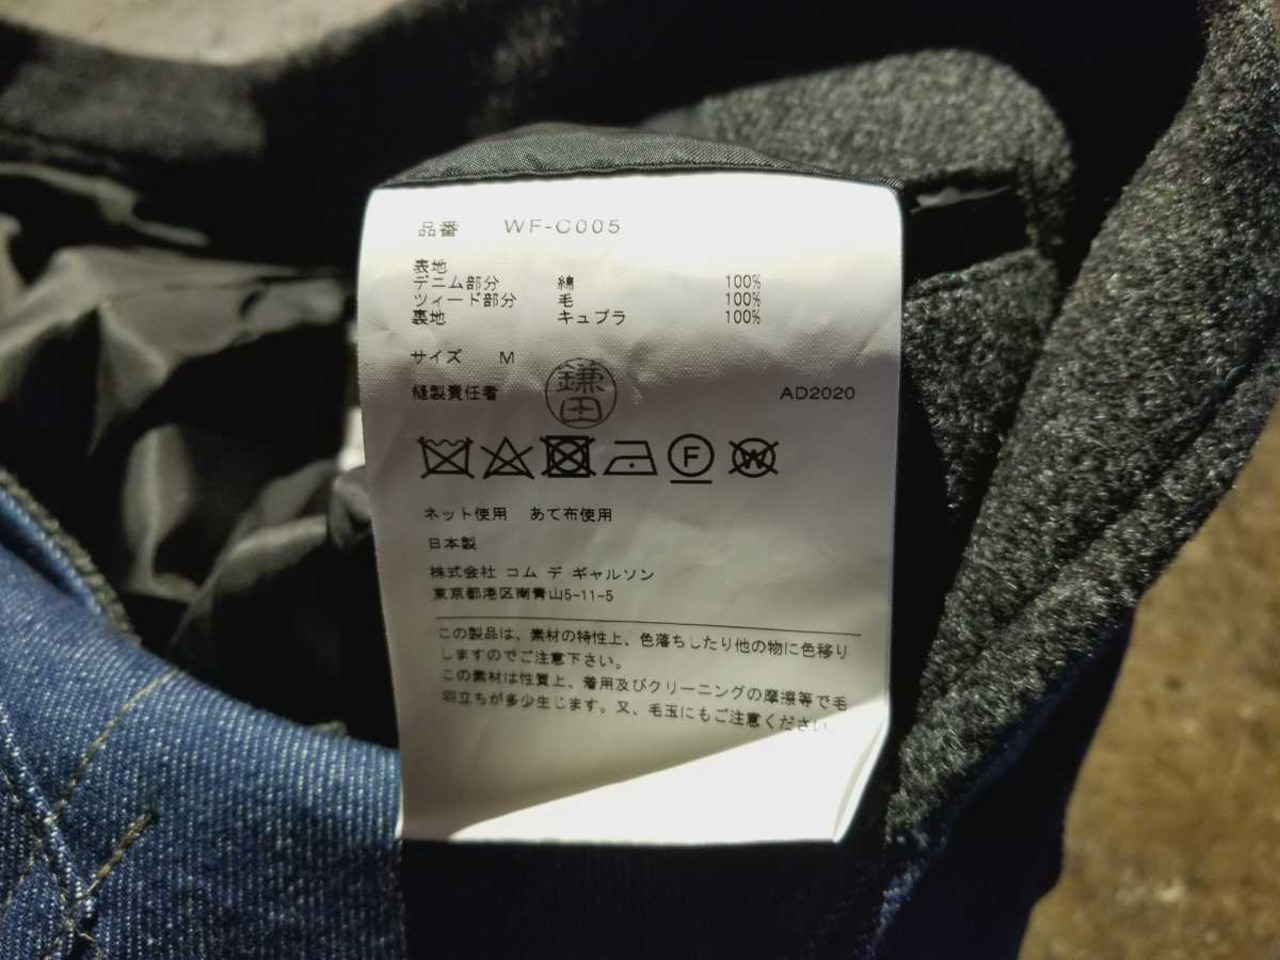 品番 WF-C005
表地
デニム部分 綿 100%
ツィード部分 毛 100%
裏地 キュプラ 100%
サイズ M
縫製責任者 鎌田 AD2020
F W
ネット使用 あて布使用
日本製
株式会社 コム デ ギャルソン
東京都港区南青山5-11-5
この製品は、素材の特性上、色落ちしたり他の物に色移り
しますのでご注意下さい。
この素材は性質上、着用及びクリーニングの摩擦等で毛
羽立ちが多少生じます。又、毛玉にもご注意ください。